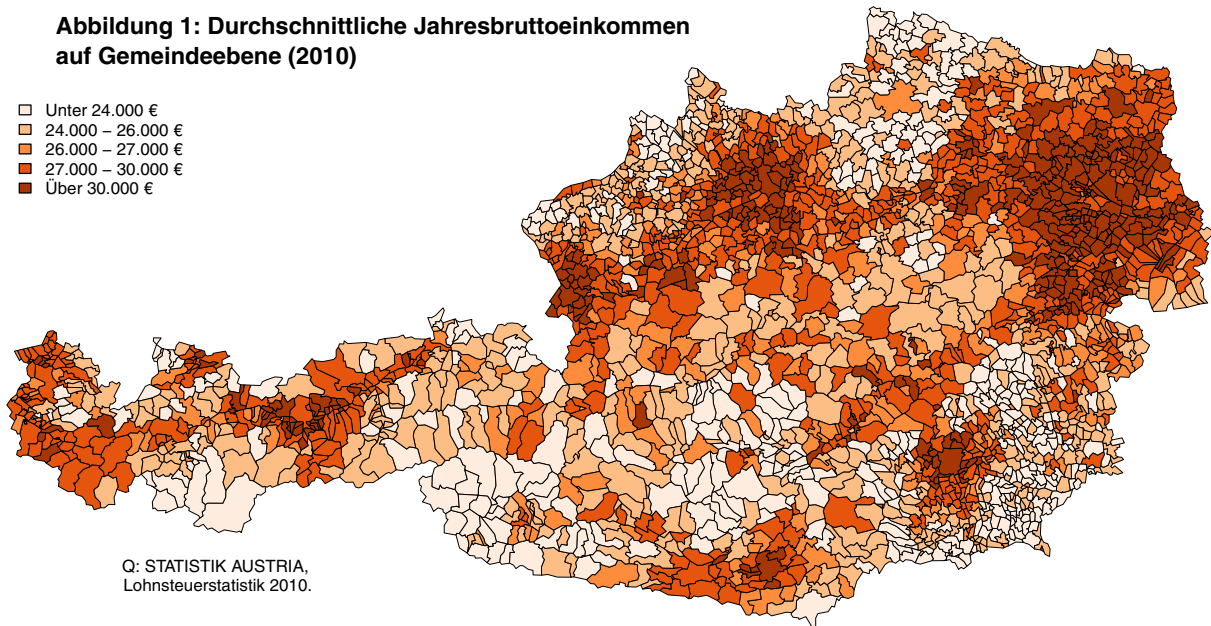 Abbildung 1: Durchschnittliche Jahresbruttoeinkommen
auf Gemeindeebene (2010)
Unter 24.000 €
24.000 – 26.000 €
26.000 – 27.000 €
27.000 – 30.000 €
Über 30.000 €
Q: STATISTIK AUSTRIA,
Lohnsteuerstatistik 2010.